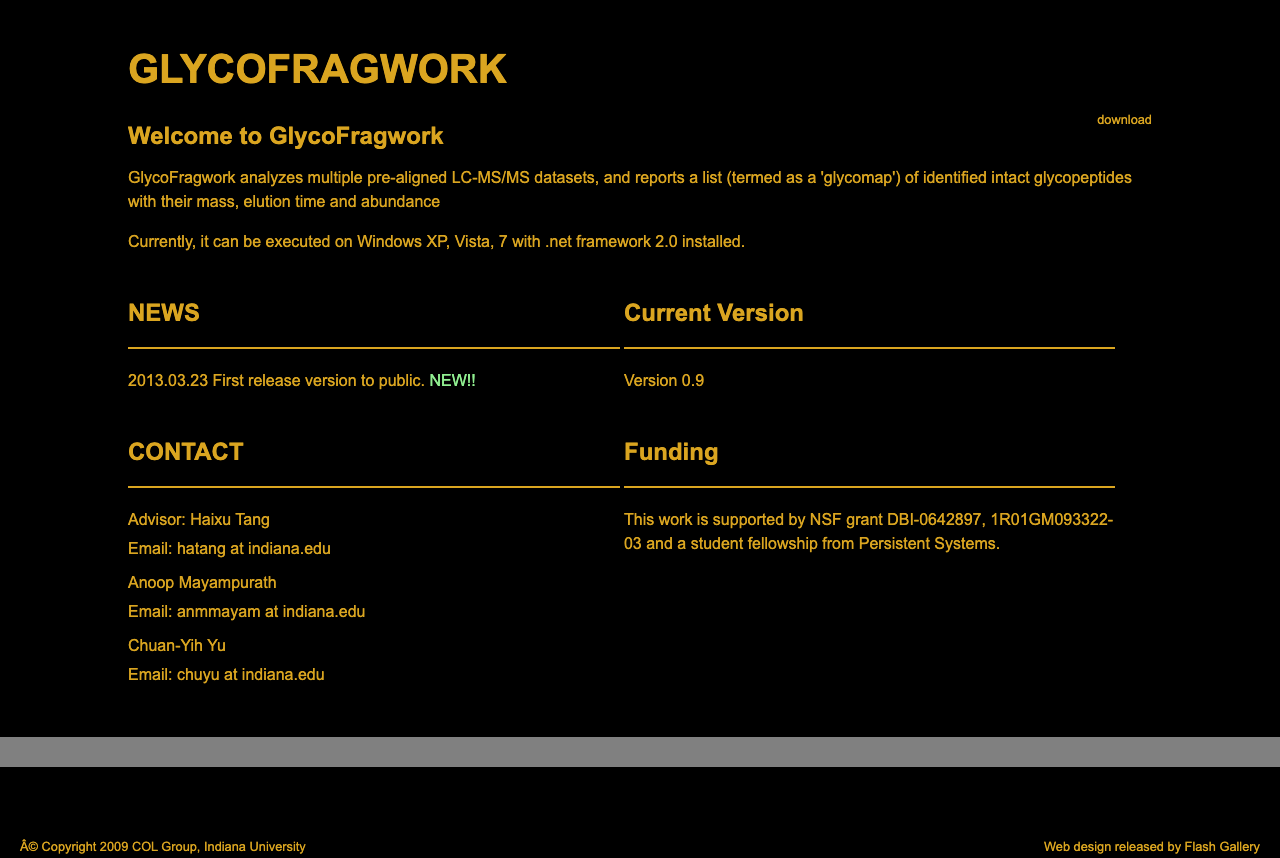 GLYCOFRAGWORK
download
Welcome to GlycoFragwork
GlycoFragwork analyzes multiple pre-aligned LC-MS/MS datasets, and reports a list (termed as a 'glycomap') of identified intact glycopeptides
with their mass, elution time and abundance
Currently, it can be executed on Windows XP, Vista, 7 with .net framework 2.0 installed.
NEWS
2013.03.23 First release version to public. NEW!!
Current Version
Version 0.9
CONTACT
Advisor: Haixu Tang
Email: hatang at indiana.edu
Anoop Mayampurath
Email: anmmayam at indiana.edu
Chuan-Yih Yu
Email: chuyu at indiana.edu
Funding
This work is supported by NSF grant DBI-0642897, 1R01GM093322-
03 and a student fellowship from Persistent Systems.
Â© Copyright 2009 COL Group, Indiana University
Web design released by Flash Gallery